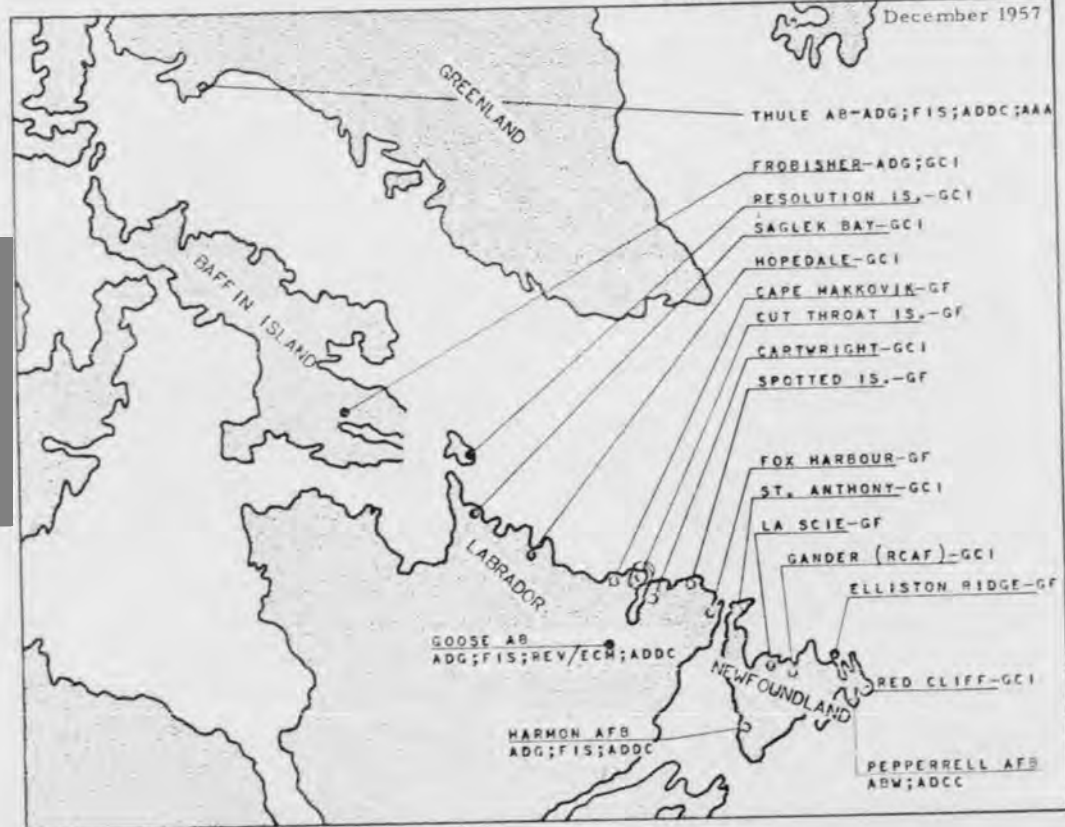 December 1957
GREENLAND
THULE AB-ADG;FIS;ADDC;AAA
FROBISHER-ADG;GCI
RESOLUTION IS.-GCI
SAGLEK BAY-GCI
HOPEDALE-GCI
CAPE MAKKOVIK-GF
CUT THROAT IS.-GF
CARTWRIGHT-GCI
SPOTTED IS.-GF
BAFFIN ISLAND
FOX HARBOUR-GF
ST. ANTHONY-GCI
LA SCIE-GF
GANDER (RCAF)-GCI
ELLISTON RIDGE-GF
LABRADOR
GOOSE AB
ADG;FIS;REV/ECM;ADDC
NEWFOUNDLAND
RED CLIFF-GCI
HARMON AFB
ADG;FIS;ADDC
PEPPERRELL AFB
ABW;ADCC